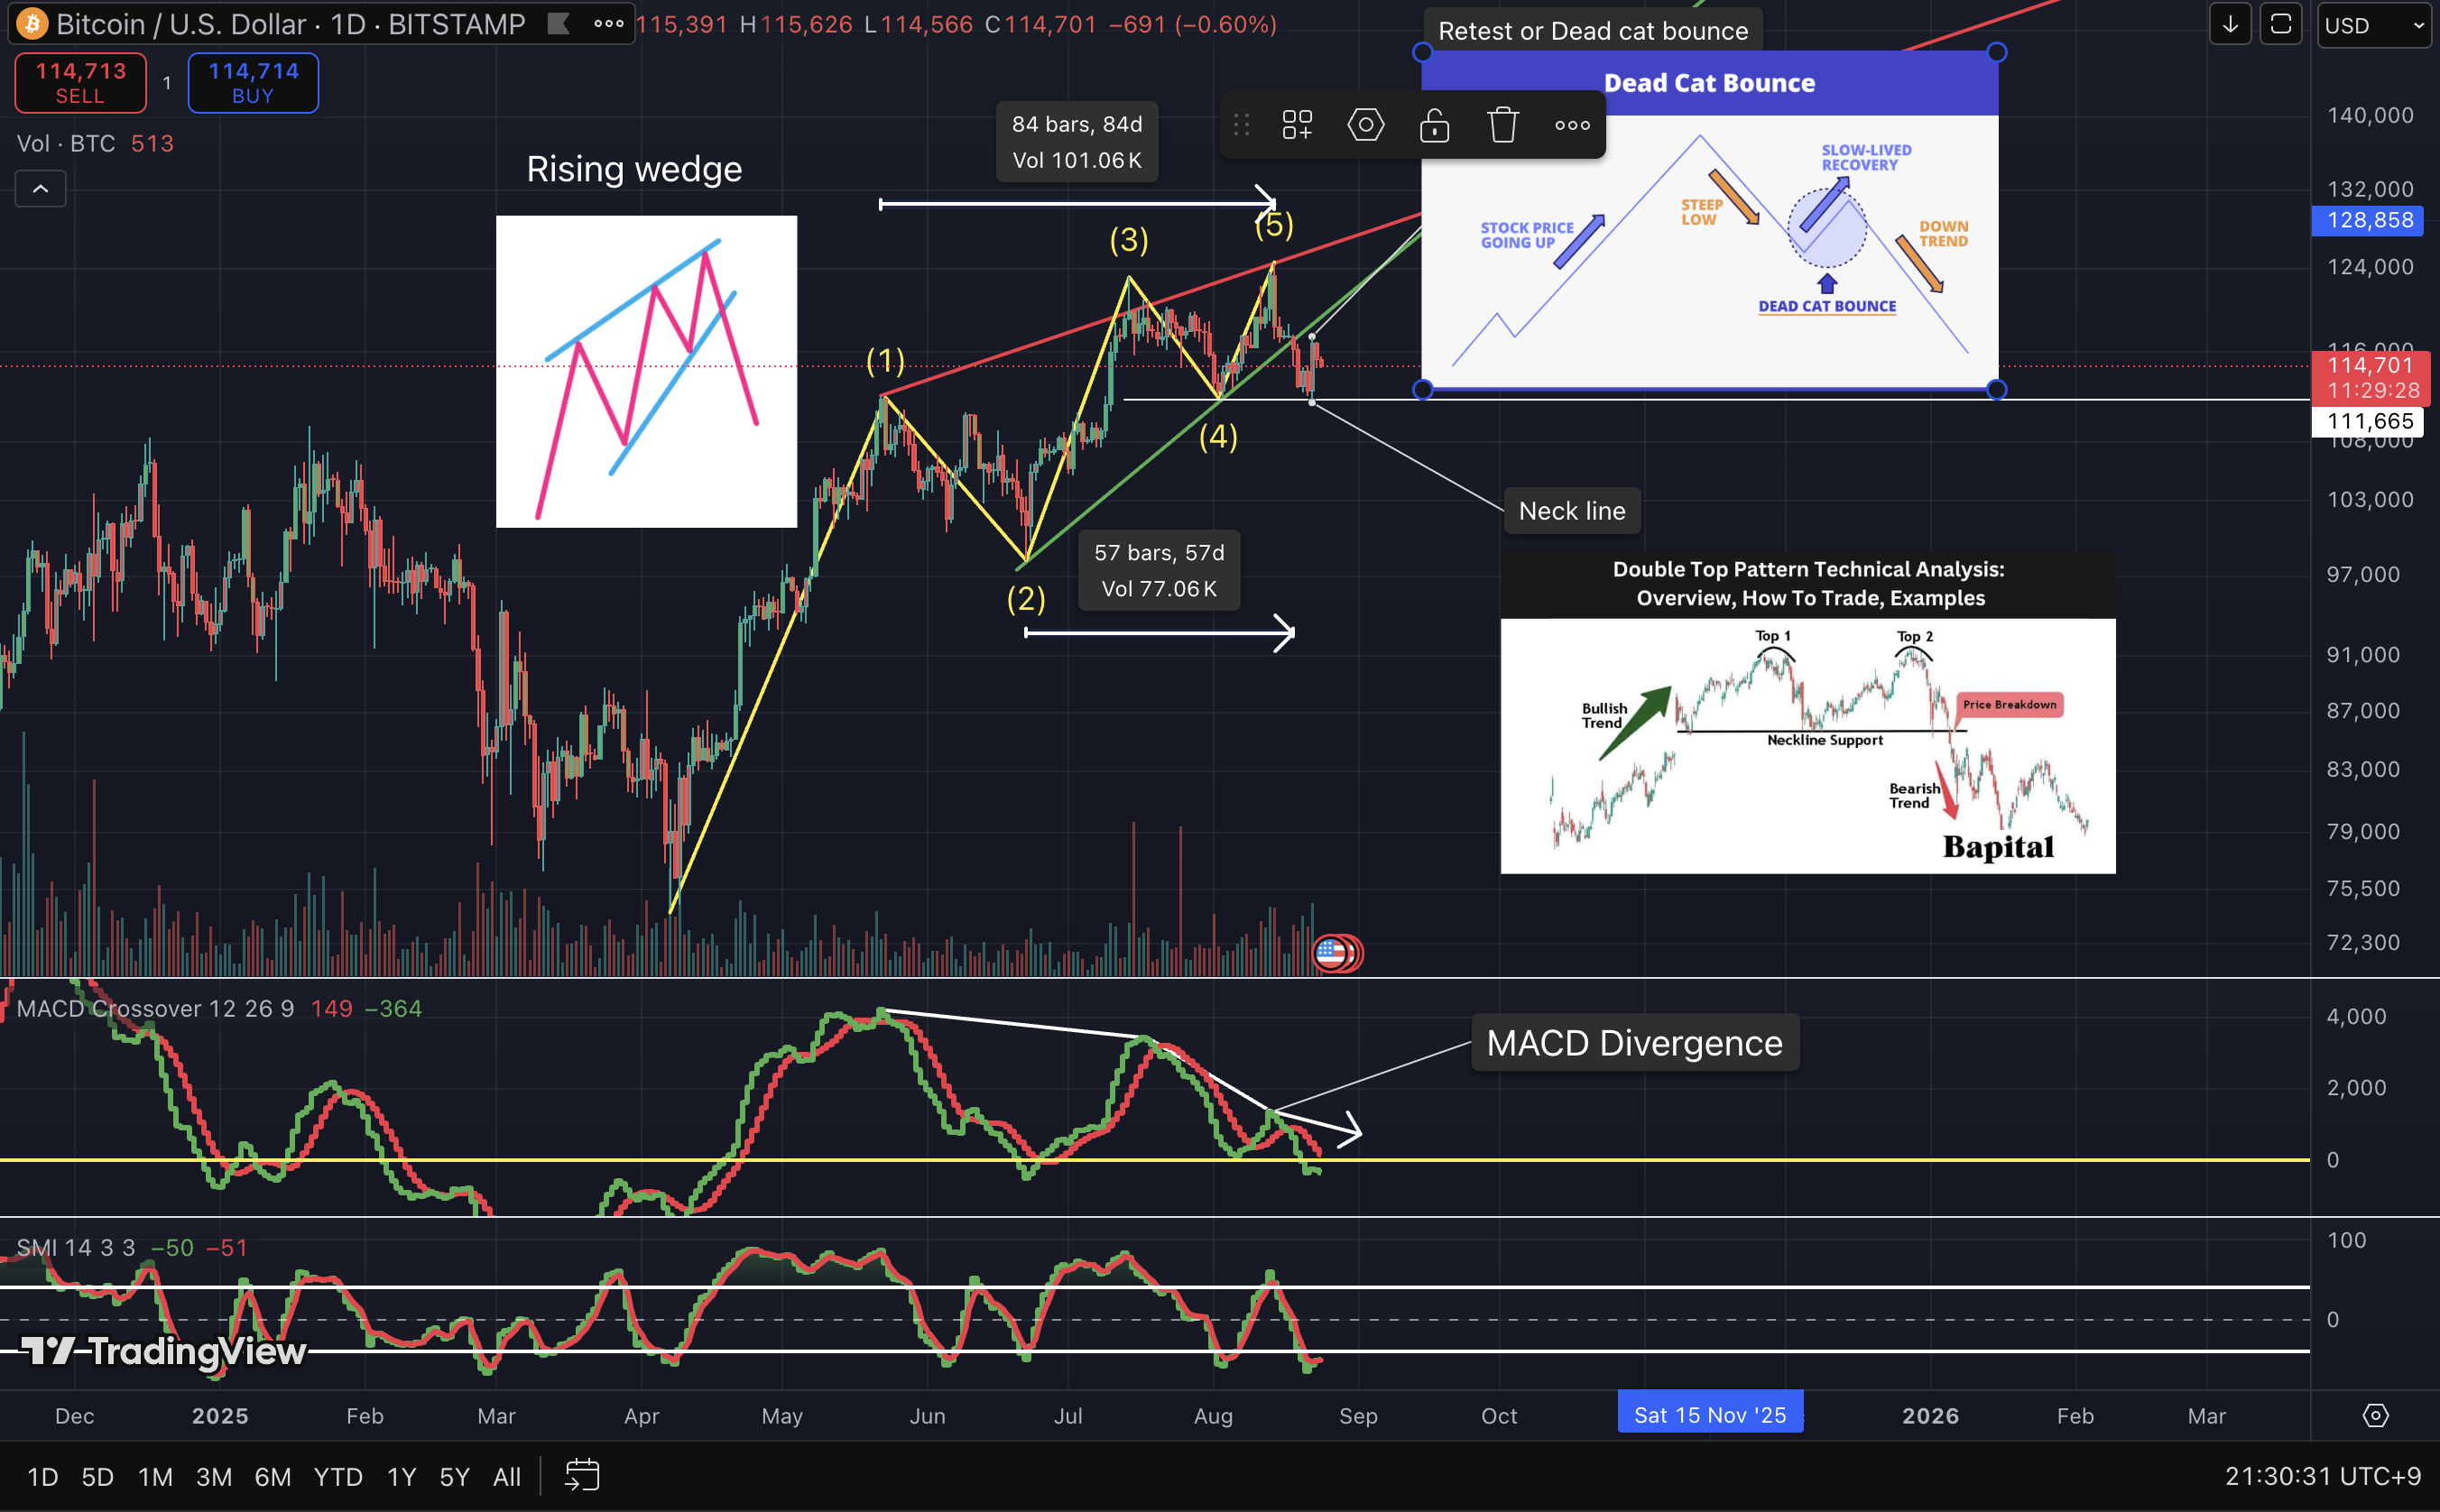 Bitcoin / U.S. Dollar · 1D · BITSTAMP
115,391 H115,626 L114,566 C114,701 −691 (−0.60%)
114,713
SELL
1
114,714
BUY
Vol · BTC 513
Rising wedge
84 bars, 84d
Vol 101.06K
Retest or Dead cat bounce
Dead Cat Bounce
STOCK PRICE
GOING UP
STEEP
LOW
SLOW-LIVED
RECOVERY
DOWN
TREND
DEAD CAT BOUNCE
(1)
(2)
(3)
(4)
(5)
57 bars, 57d
Vol 77.06K
Neck line
Double Top Pattern Technical Analysis:
Overview, How To Trade, Examples
Top 1
Top 2
Bullish
Trend
Price Breakdown
Neckline Support
Bearish
Trend
Bapital
USD
140,000
132,000
128,858
124,000
116,000
114,701
11:29:28
111,665
108,000
103,000
97,000
91,000
87,000
83,000
79,000
75,500
72,300
MACD Crossover 12 26 9 149 −364
MACD Divergence
4,000
2,000
0
SMI 14 3 3 −50 −51
100
0
TradingView
Dec 2025 Feb Mar Apr May Jun Jul Aug Sep Oct Sat 15 Nov '25 2026 Feb Mar
1D 5D 1M 3M 6M YTD 1Y 5Y All
21:30:31 UTC+9